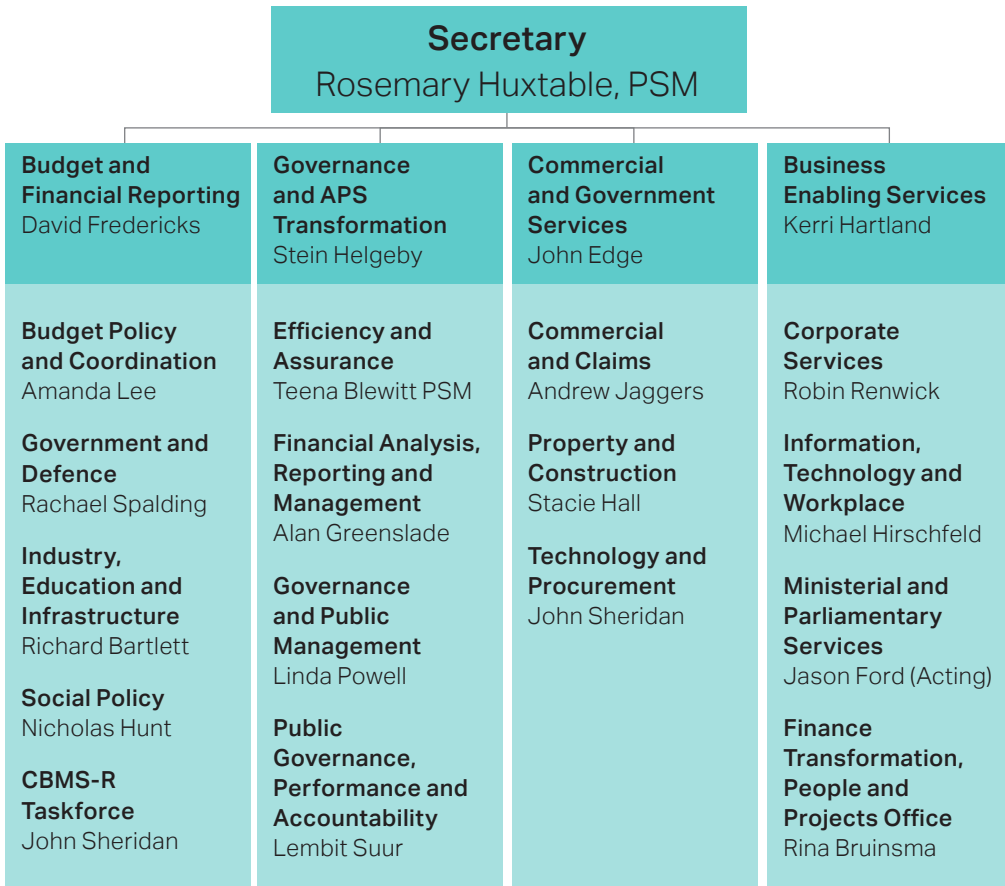 Secretary
Rosemary Huxtable, PSM
Budget and
Financial Reporting
David Fredericks
Budget Policy
and Coordination
Amanda Lee
Government and
Defence
Rachael Spalding
Industry,
Education and
Infrastructure
Richard Bartlett
Social Policy
Nicholas Hunt
CBMS-R
Taskforce
John Sheridan
Governance
and APS
Transformation
Stein Helgeby
Efficiency and
Assurance
Teena Blewitt PSM
Financial Analysis,
Reporting and
Management
Alan Greenslade
Governance
and Public
Management
Linda Powell
Public
Governance,
Performance and
Accountability
Lembit Suur
Commercial
and Government
Services
John Edge
Commercial
and Claims
Andrew Jaggers
Property and
Construction
Stacie Hall
Technology and
Procurement
John Sheridan
Business
Enabling Services
Kerri Hartland
Corporate
Services
Robin Renwick
Information,
Technology and
Workplace
Michael Hirschfeld
Ministerial and
Parliamentary
Services
Jason Ford (Acting)
Finance
Transformation,
People and
Projects Office
Rina Bruinsma